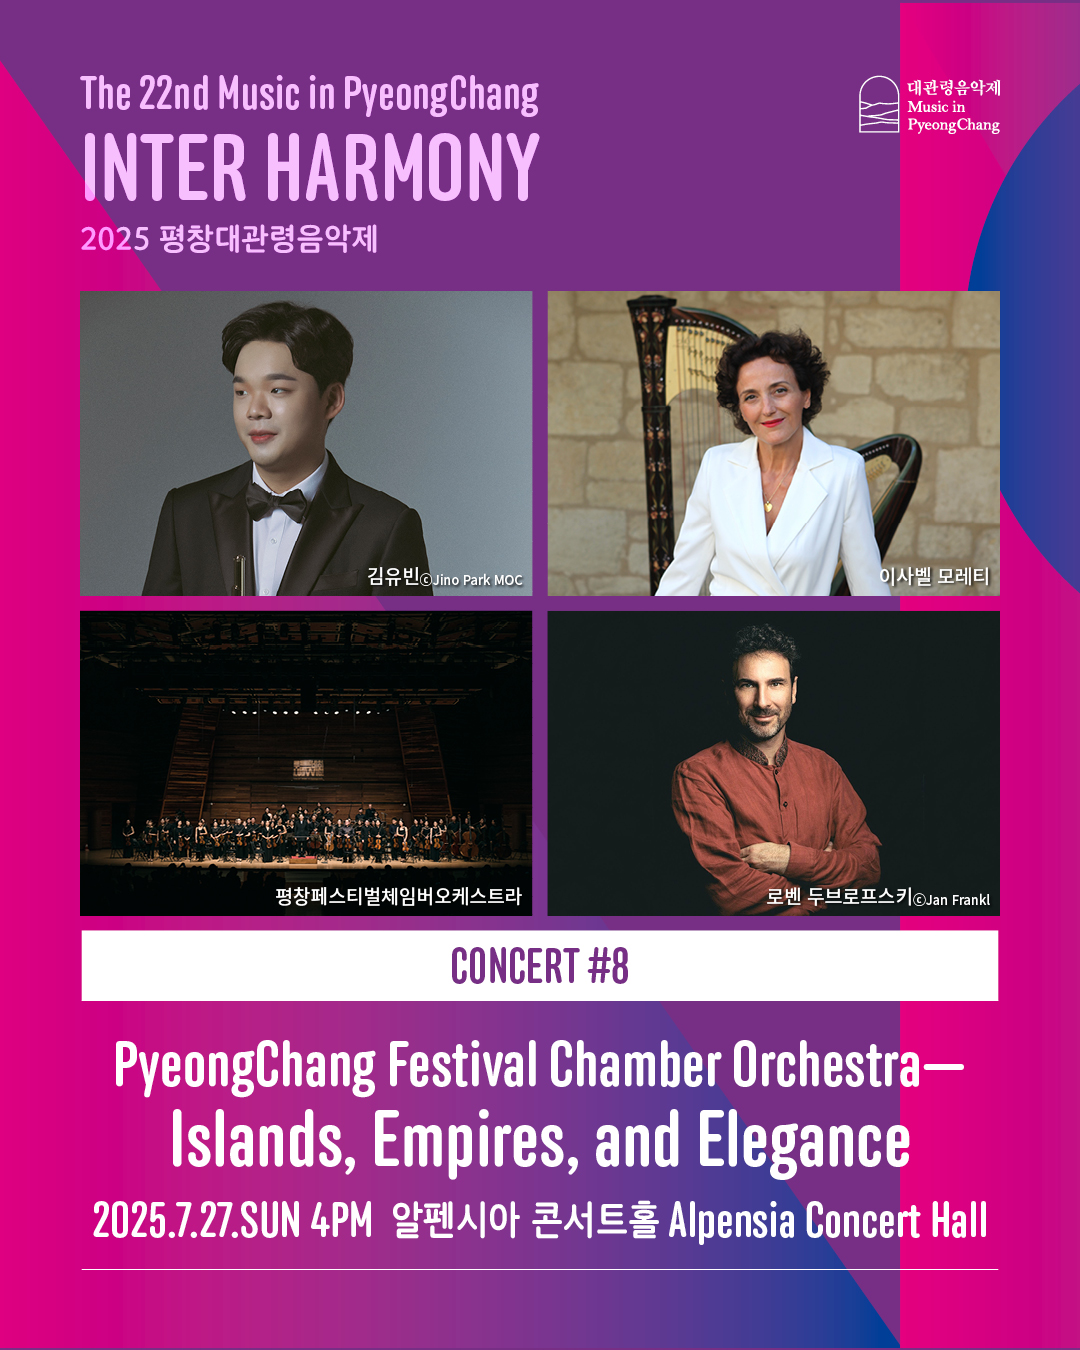 The 22nd Music in PyeongChang
INTER HARMONY
2025 평창대관령음악제
대관령음악제
Music in
PyeongChang
김유빈ⓒJino Park MOC
이사벨 모레티
평창페스티벌체임버오케스트라
로벤 두브로프스키ⓒJan Frankl
CONCERT #8
PyeongChang Festival Chamber Orchestra—
Islands, Empires, and Elegance
2025.7.27.SUN 4PM 알펜시아 콘서트홀 Alpensia Concert Hall